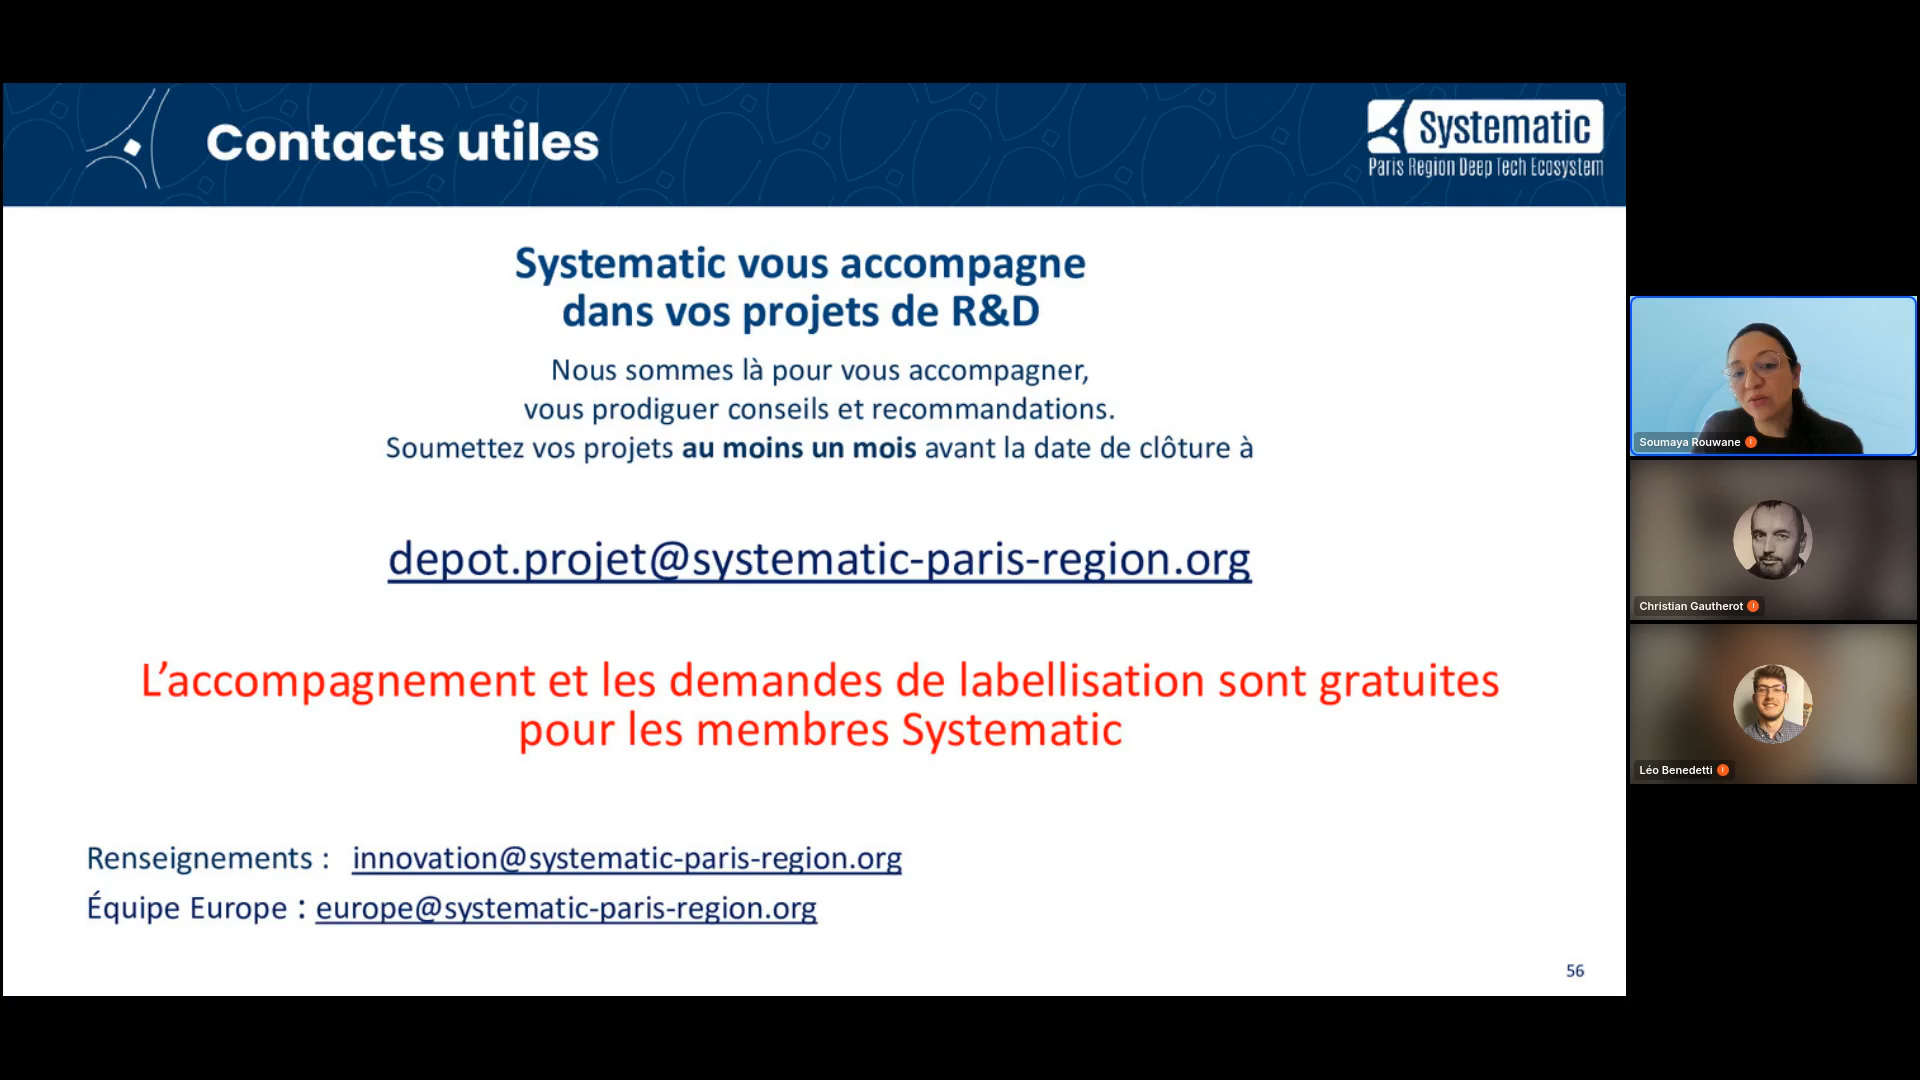 Contacts utiles
Systematic
Paris Region Deep Tech Ecosystem
Systematic vous accompagne
dans vos projets de R&D
Nous sommes là pour vous accompagner,
vous prodiguer conseils et recommandations.
Soumettez vos projets au moins un mois avant la date de clôture à
depot.projet@systematic-paris-region.org
L’accompagnement et les demandes de labellisation sont gratuites
pour les membres Systematic
Renseignements : innovation@systematic-paris-region.org
Équipe Europe : europe@systematic-paris-region.org
56
Soumaya Rouwane
Christian Gautherot
Léo Benedetti